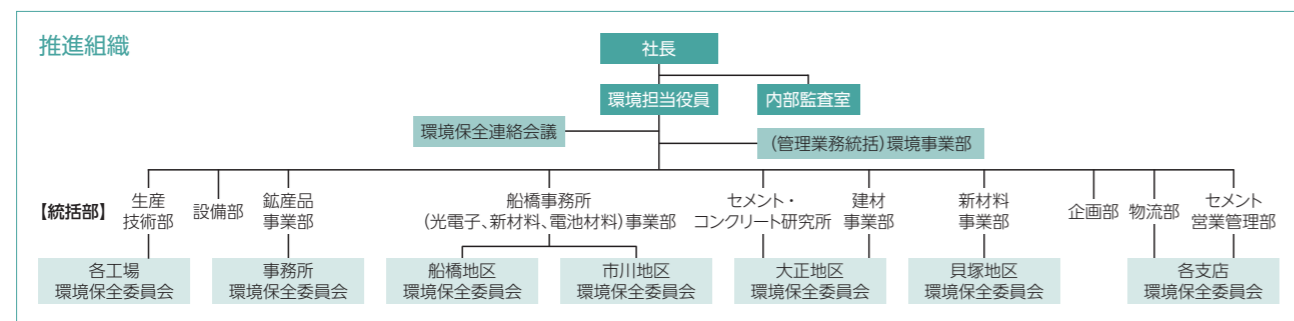 推進組織
社長
環境担当役員
内部監査室
環境保全連絡会議
(管理業務統括)環境事業部
【統括部】
生産
技術部
設備部
鉱産品
事業部
船橋事務所
(光電子、新材料、電池材料)事業部
セメント・
コンクリート研究所
建材
事業部
新材料
事業部
企画部
物流部
セメント
営業管理部
各工場
環境保全委員会
事務所
環境保全委員会
船橋地区
環境保全委員会
市川地区
環境保全委員会
大正地区
環境保全委員会
貝塚地区
環境保全委員会
各支店
環境保全委員会